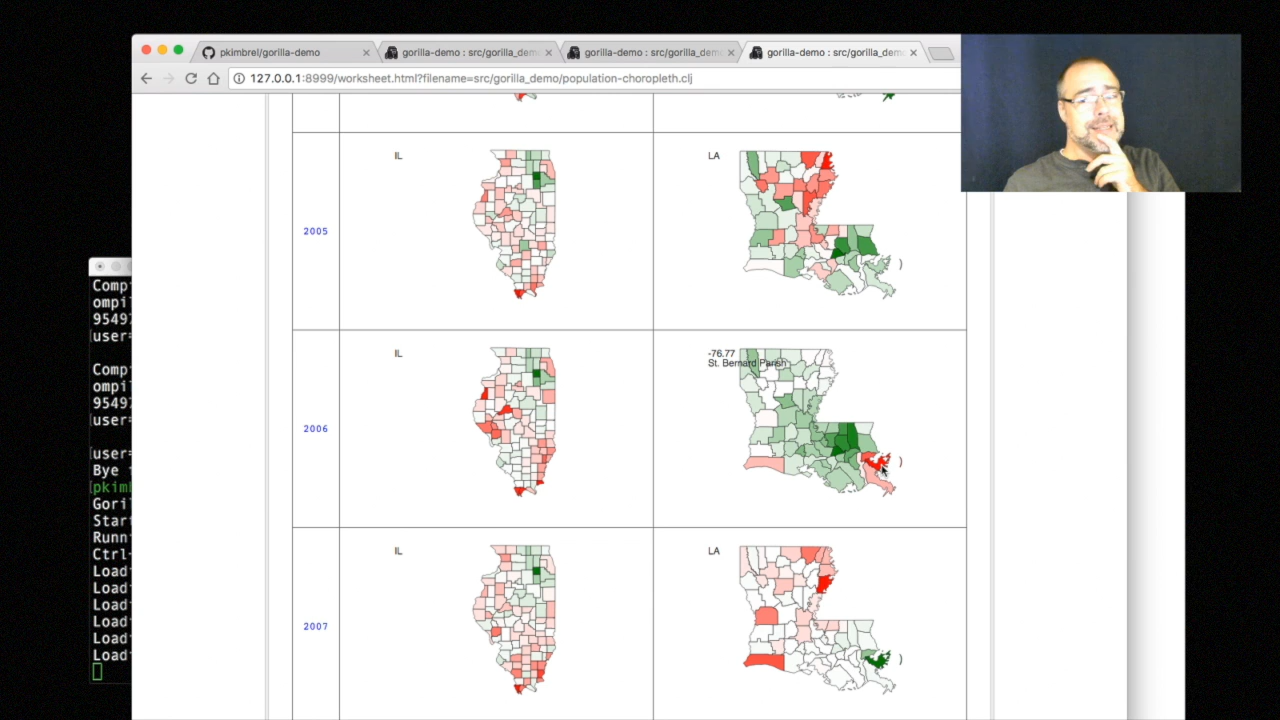 pkimbrel/gorilla-demo
gorilla-demo : src/gorilla_dem
gorilla-demo : src/gorilla_dem
gorilla-demo : src/gorilla_dem
127.0.0.1:8999/worksheet.html?filename=src/gorilla_demo/population-choropleth.clj
IL
LA
2005
)
IL
-76.77
St. Bernard Parish
2006
)
IL
LA
2007
)
Comp
ompi
9549
user=
Comp
ompi
9549
user=
user=
Bye
pkim
Gori
Star
Runn
Ctrl-
Load
Load
Load
Load
Load
Load